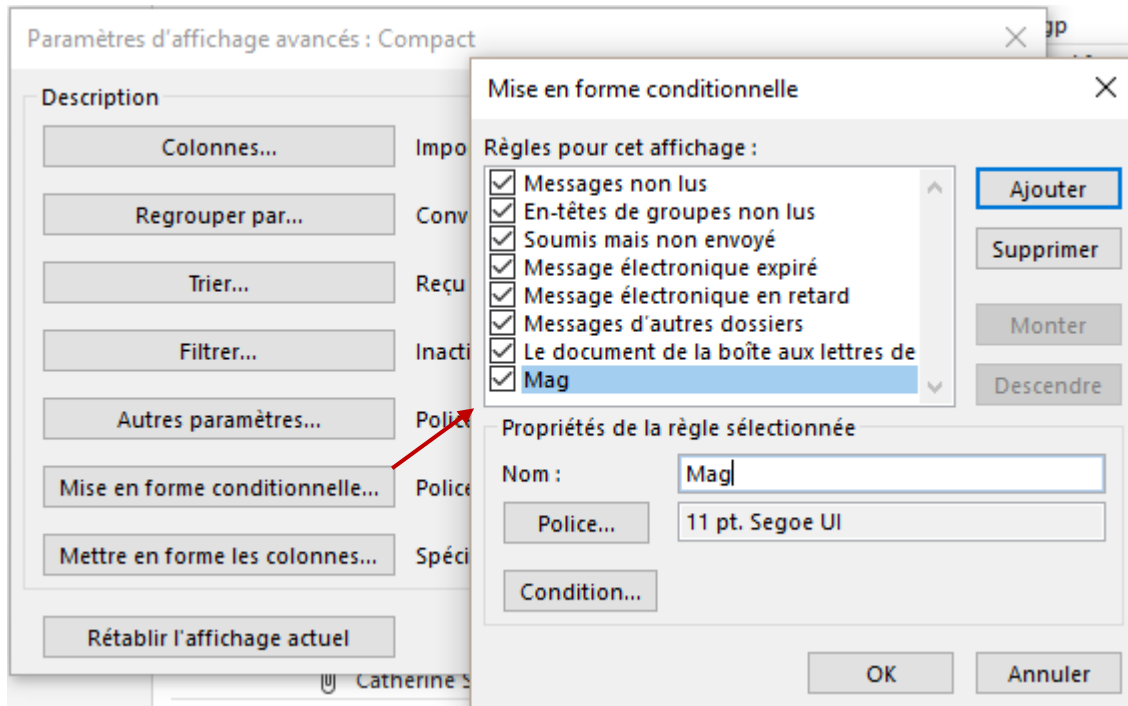 gp
Paramètres d'affichage avancés : Compact
Description
Colonnes...
Impo
Regrouper par...
Conv
Trier...
Reçu
Filtrer...
Inacti
Autres paramètres...
Police
Mise en forme conditionnelle...
Police
Mettre en forme les colonnes...
Spéci
Rétablir l'affichage actuel
Catherine S
Mise en forme conditionnelle
Règles pour cet affichage :
Messages non lus
En-têtes de groupes non lus
Soumis mais non envoyé
Message électronique expiré
Message électronique en retard
Messages d'autres dossiers
Le document de la boîte aux lettres de
Mag
Ajouter
Supprimer
Monter
Descendre
Propriétés de la règle sélectionnée
Nom :
Mag
Police...
11 pt. Segoe UI
Condition...
OK
Annuler